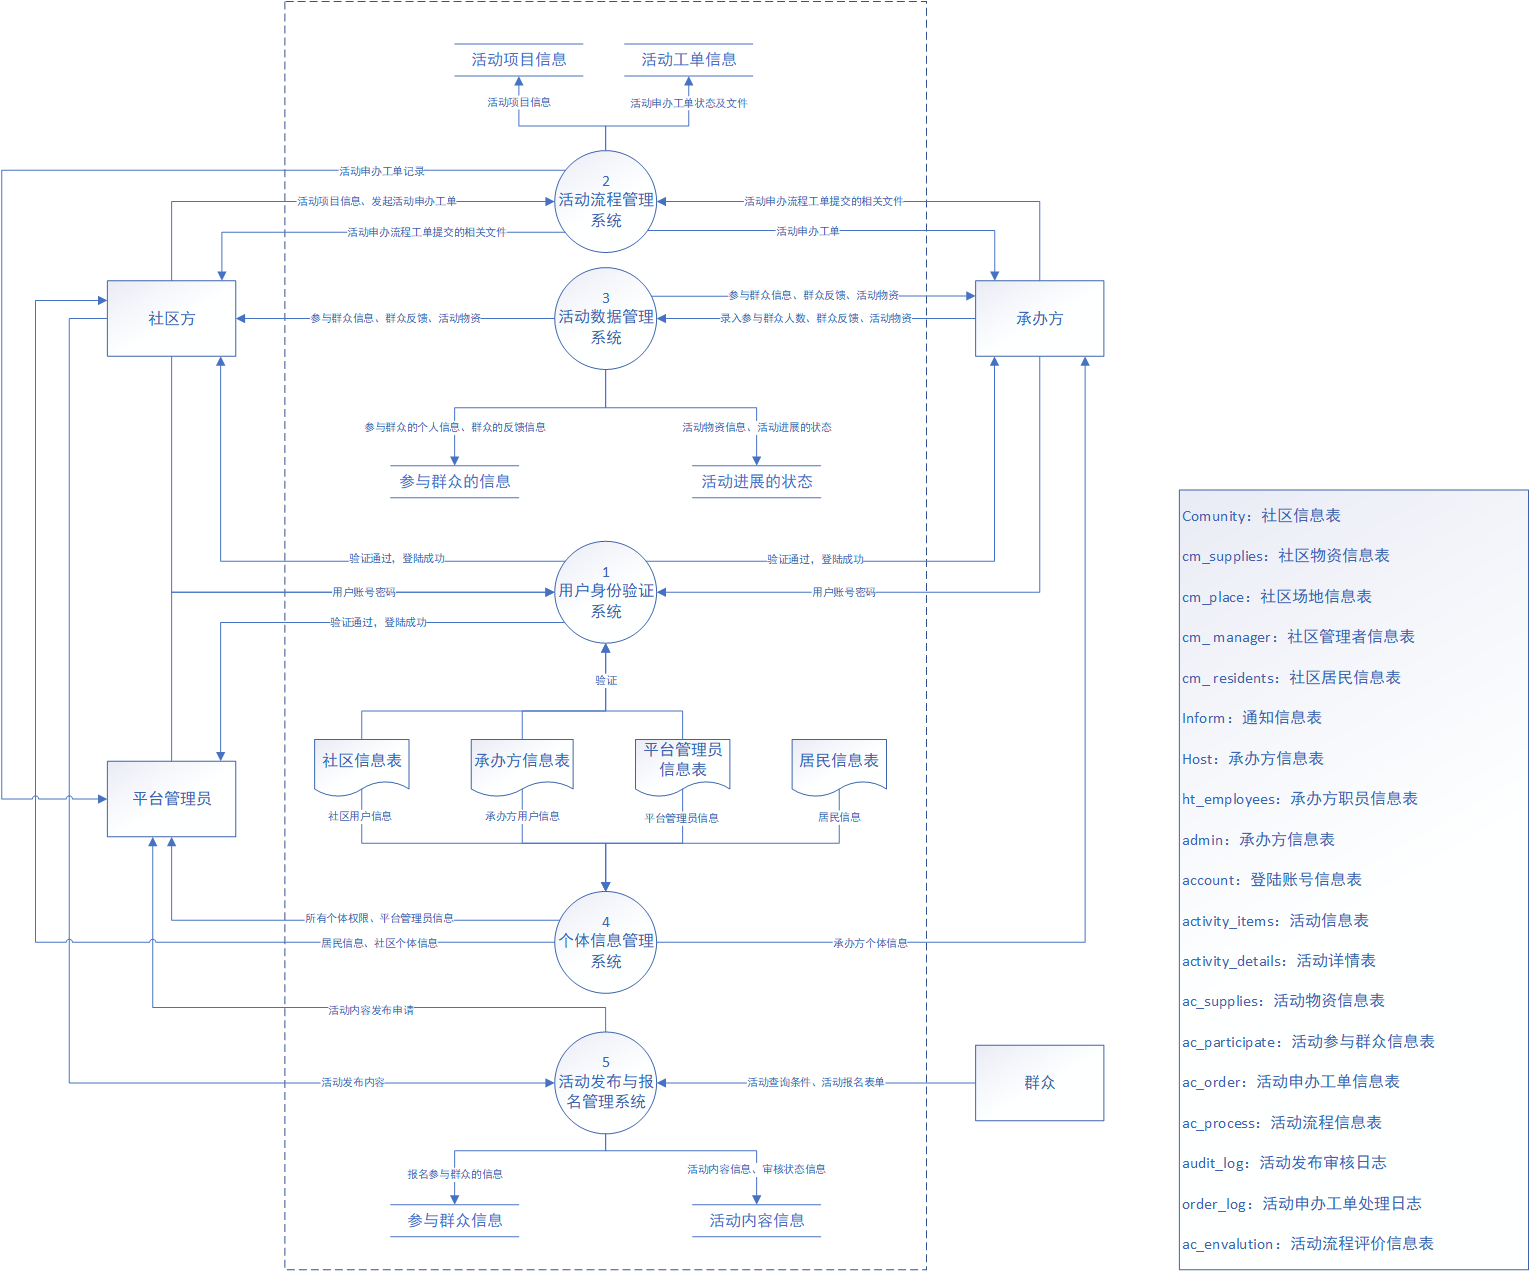 活动项目信息
活动工单信息
活动项目信息
活动申办工单状态及文件
活动申办工单记录
2
活动流程管理
系统
活动项目信息、发起活动申办工单
活动申办流程工单提交的相关文件
活动申办流程工单提交的相关文件
活动申办工单
社区方
3
活动数据管理
系统
承办方
参与群众信息、群众反馈、活动物资
参与群众信息、群众反馈、活动物资
录入参与群众人数、群众反馈、活动物资
参与群众的个人信息、群众的反馈信息
活动物资信息、活动进展的状态
参与群众的信息
活动进展的状态
验证通过，登陆成功
1
用户身份验证
系统
验证通过，登陆成功
用户账号密码
用户账号密码
验证通过，登陆成功
验证
社区信息表
承办方信息表
平台管理员
信息表
居民信息表
平台管理员
社区用户信息
承办方用户信息
平台管理员信息
居民信息
所有个体权限、平台管理员信息
4
个体信息管理
系统
居民信息、社区个体信息
承办方个体信息
活动内容发布申请
5
活动发布与报
名管理系统
活动发布内容
活动查询条件、活动报名表单
群众
报名参与群众的信息
活动内容信息、审核状态信息
参与群众信息
活动内容信息
Comunity：社区信息表
cm_supplies：社区物资信息表
cm_place：社区场地信息表
cm_ manager：社区管理者信息表
cm_ residents：社区居民信息表
Inform：通知信息表
Host：承办方信息表
ht_employees：承办方职员信息表
admin：承办方信息表
account：登陆账号信息表
activity_items：活动信息表
activity_details：活动详情表
ac_supplies：活动物资信息表
ac_participate：活动参与群众信息表
ac_order：活动申办工单信息表
ac_process：活动流程信息表
audit_log：活动发布审核日志
order_log：活动申办工单处理日志
ac_envalution：活动流程评价信息表